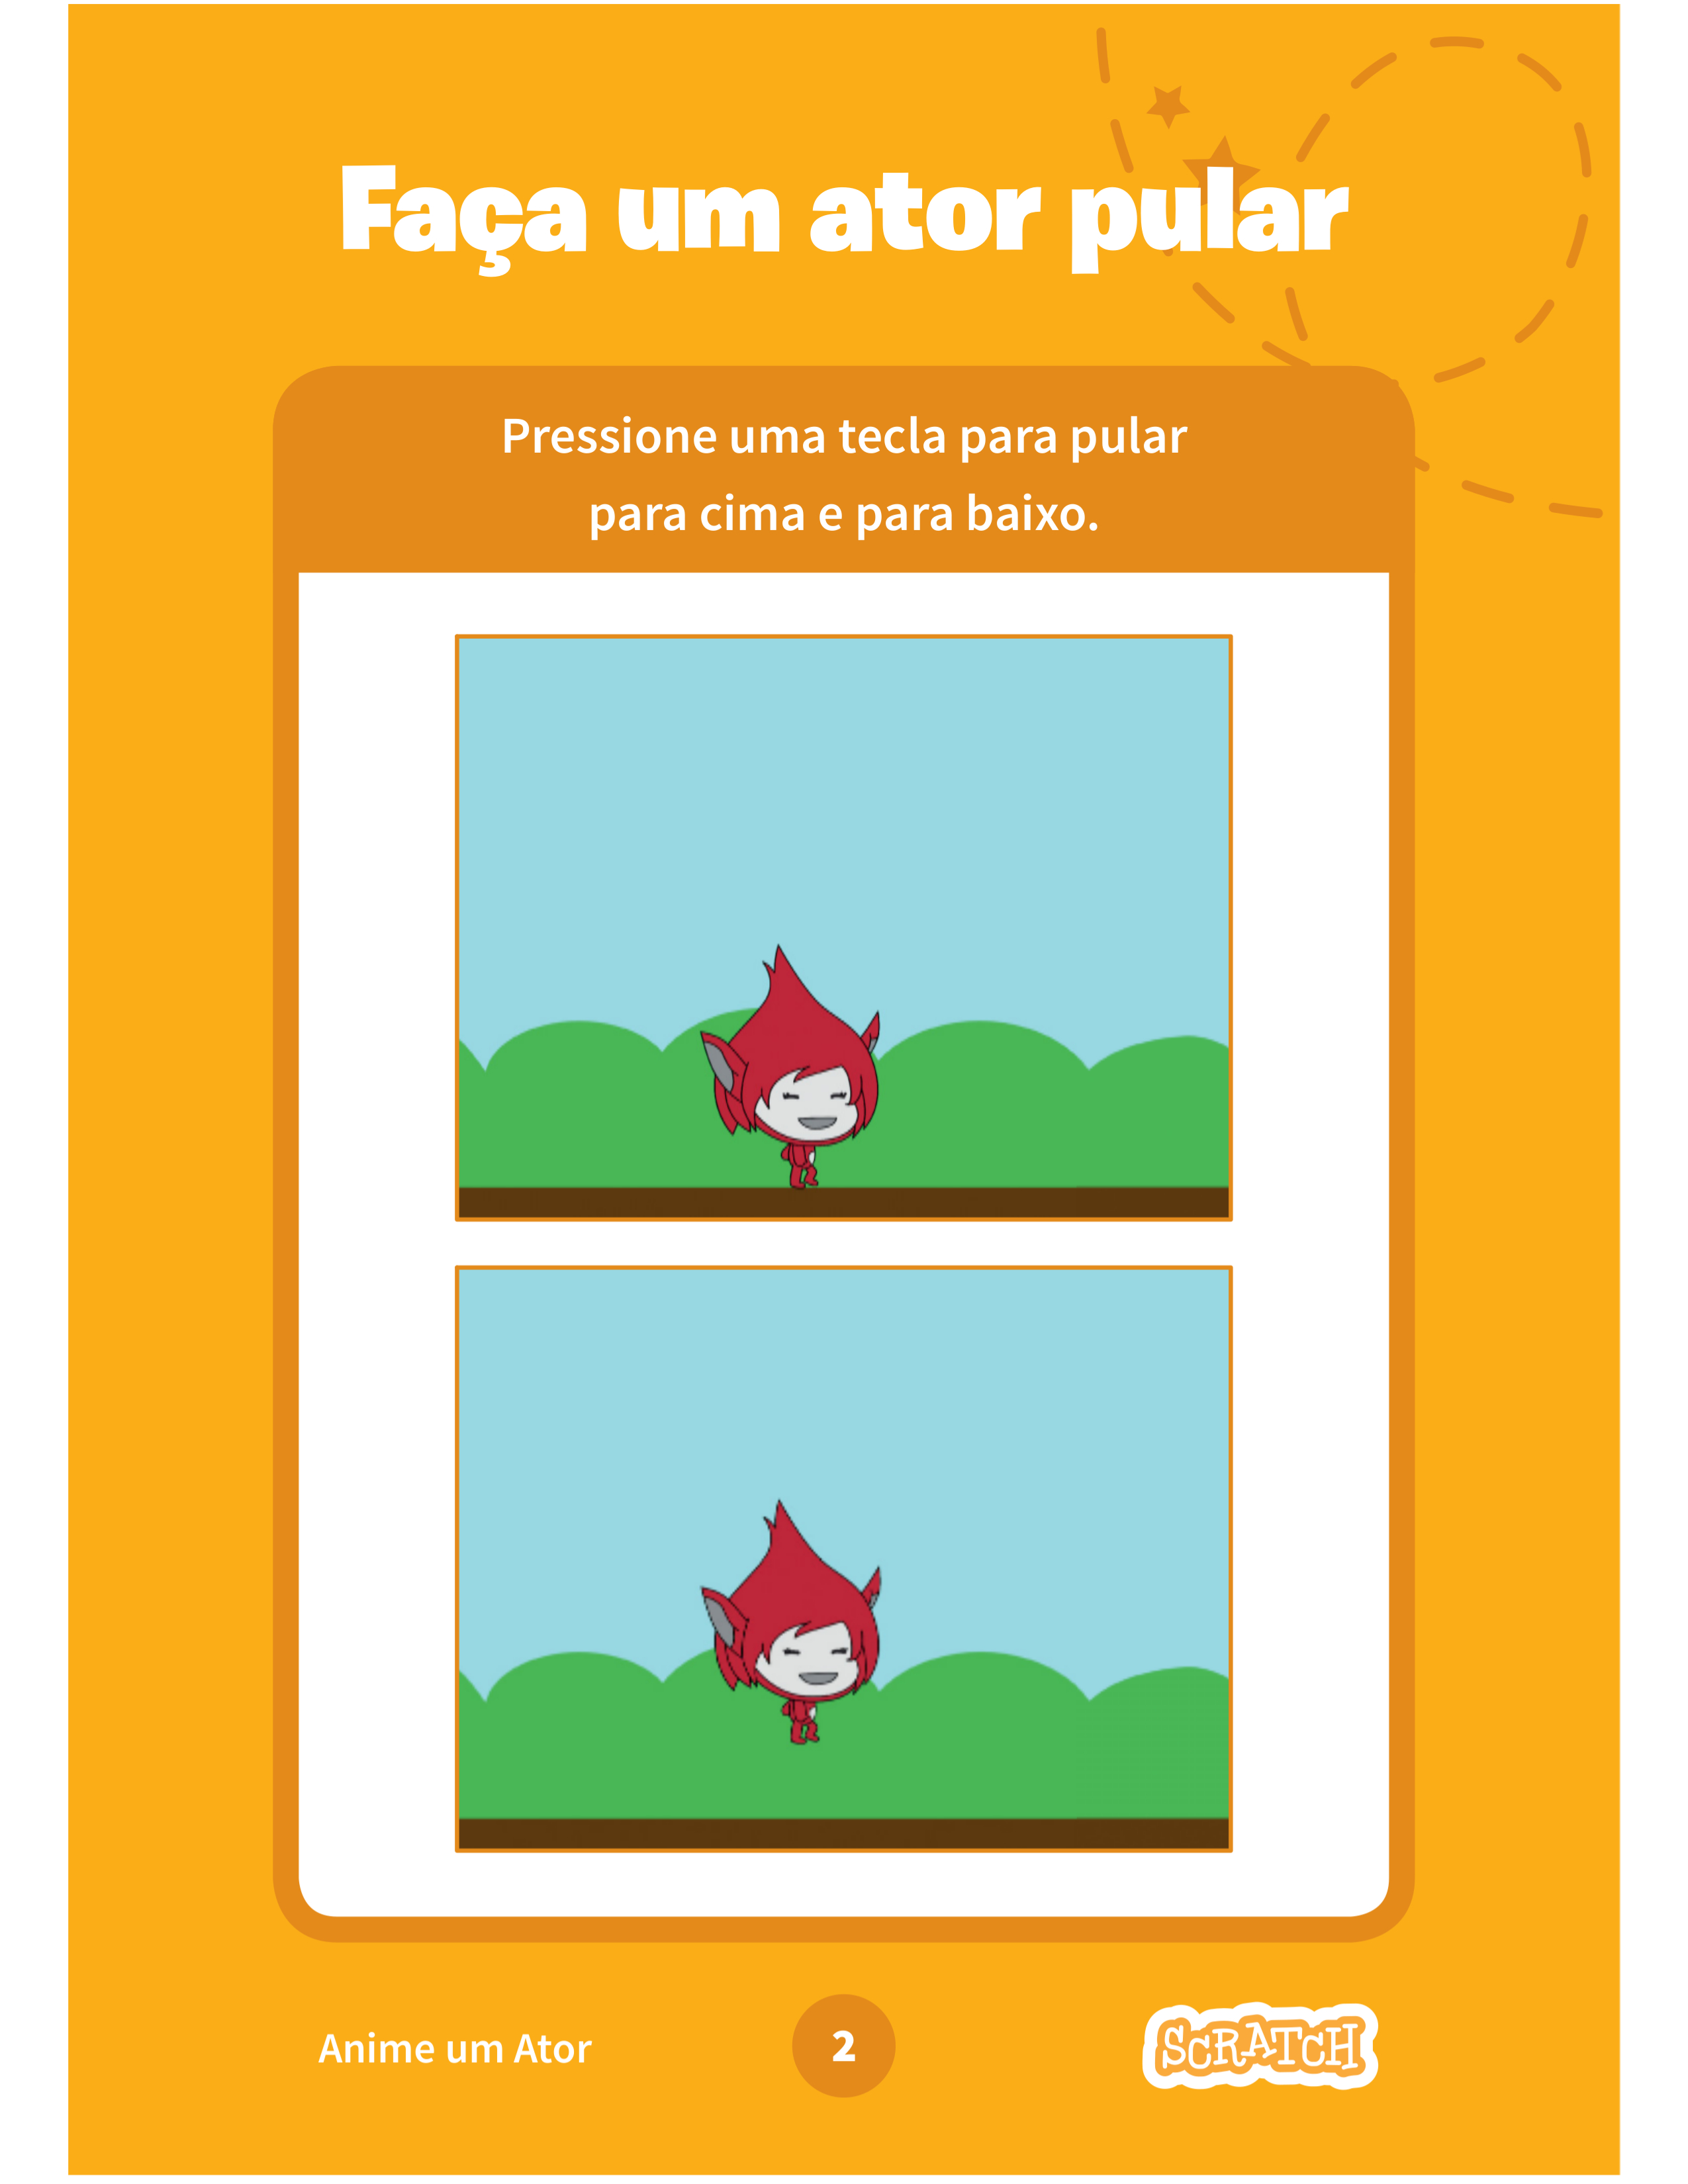 Faça um ator pular
Pressione uma tecla para pular
para cima e para baixo.
Anime um Ator
2
SCRATCH